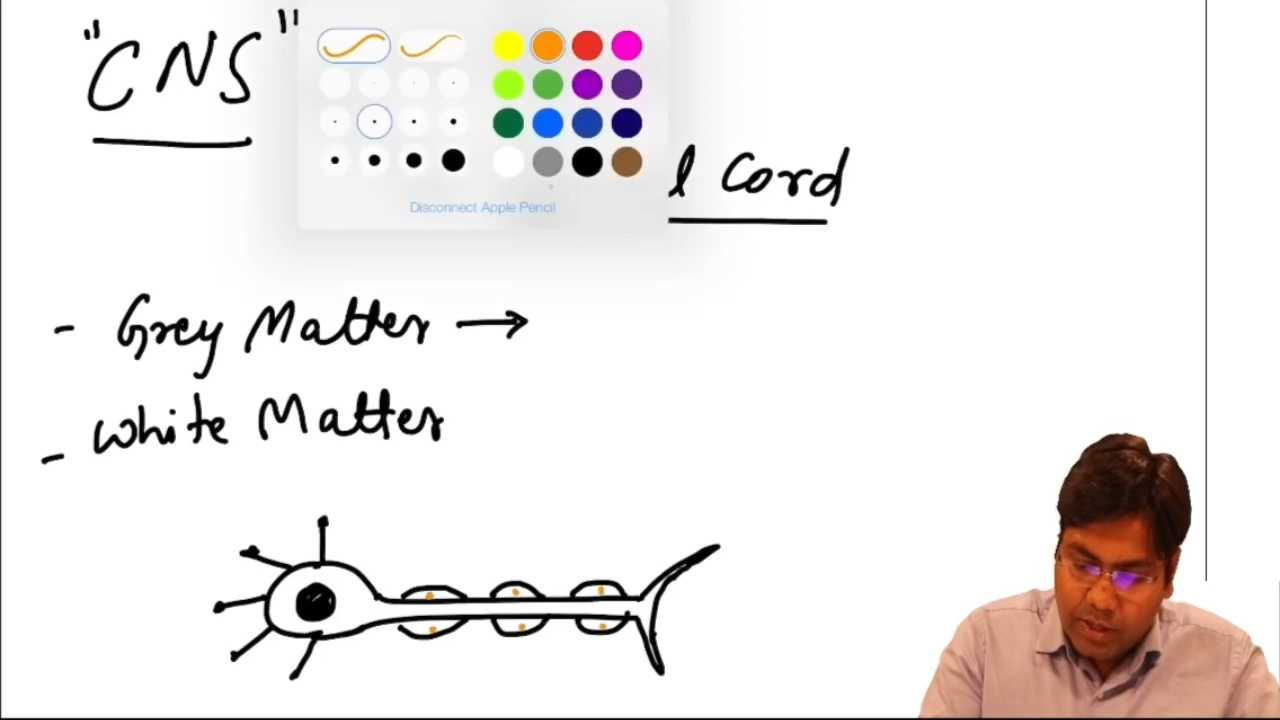 "CNS"
l Cord
Disconnect Apple Pencil
- Grey Matter →
- White Matter